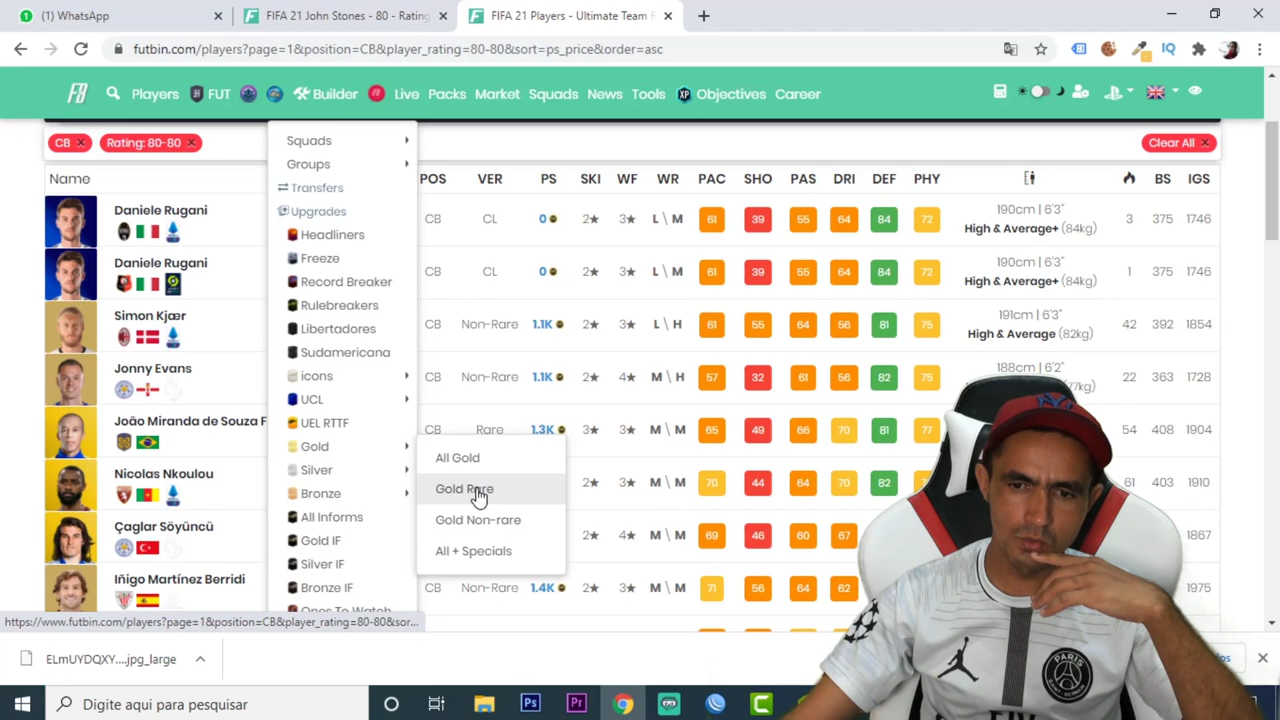 (1) WhatsApp
FIFA 21 John Stones - 80 - Rating
FIFA 21 Players - Ultimate Team
futbin.com/players?page=1&position=CB&player_rating=80-80&sort=ps_price&order=asc
IQ
F8 Players FUT Builder Live Packs Market Squads News Tools XP Objectives Career
CB Rating: 80-80 Clear All
Name POS VER PS SKI WF WR PAC SHO PAS DRI DEF PHY BS IGS
Daniele Rugani CB CL 0 2★ 3★ L \ M 61 39 55 64 84 72 190cm | 6'3" 3 375 1746
High & Average+ (84kg)
Daniele Rugani CB CL 0 2★ 3★ L \ M 61 39 55 64 84 72 190cm | 6'3" 1 375 1746
High & Average+ (84kg)
Simon Kjær CB Non-Rare 1.1K 2★ 3★ L \ H 61 55 64 56 81 75 191cm | 6'3" 42 392 1854
High & Average (82kg)
Jonny Evans CB Non-Rare 1.1K 2★ 4★ M \ H 57 32 61 56 82 75 188cm | 6'2" 22 363 1728
77kg)
João Miranda de Souza F CB Rare 1.3K 3★ 3★ M \ M 65 49 66 70 81 77 54 408 1904
Nicolas Nkoulou 2★ 3★ M \ M 70 44 64 64 82 61 403 1910
Çağlar Söyüncü 2★ 4★ M \ M 69 46 60 67 1867
Iñigo Martínez Berridi CB Non-Rare 1.4K 2★ 3★ M \ M 71 56 64 62 1975
Squads
Groups
Transfers
Upgrades
Headliners
Freeze
Record Breaker
Rulebreakers
Libertadores
Sudamericana
icons
UCL
UEL RTTF
Gold
Silver
Bronze
All Informs
Gold IF
Silver IF
Bronze IF
Ones To Watch
All Gold
Gold Rare
Gold Non-rare
All + Specials
https://www.futbin.com/players?page=1&position=CB&player_rating=80-80&sor...
ELmUYDQXY....jpg_large
Digite aqui para pesquisar
Ps Pr
PARIS